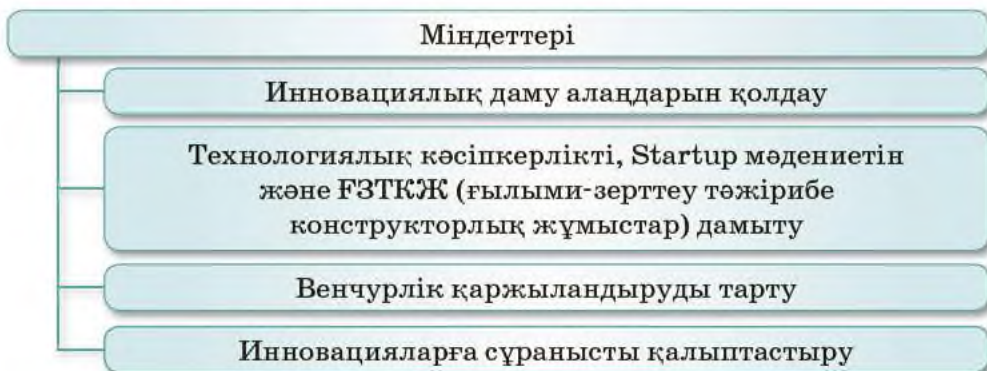 Міндеттері
Инновациялық даму алаңдарын қолдау
Технологиялық кәсіпкерлікті, Startup мәдениетін
және ҒЗТКЖ (ғылыми-зерттеу тәжірибе
конструкторлық жұмыстар) дамыту
Венчурлік қаржыландыруды тарту
Инновацияларға сұранысты қалыптастыру